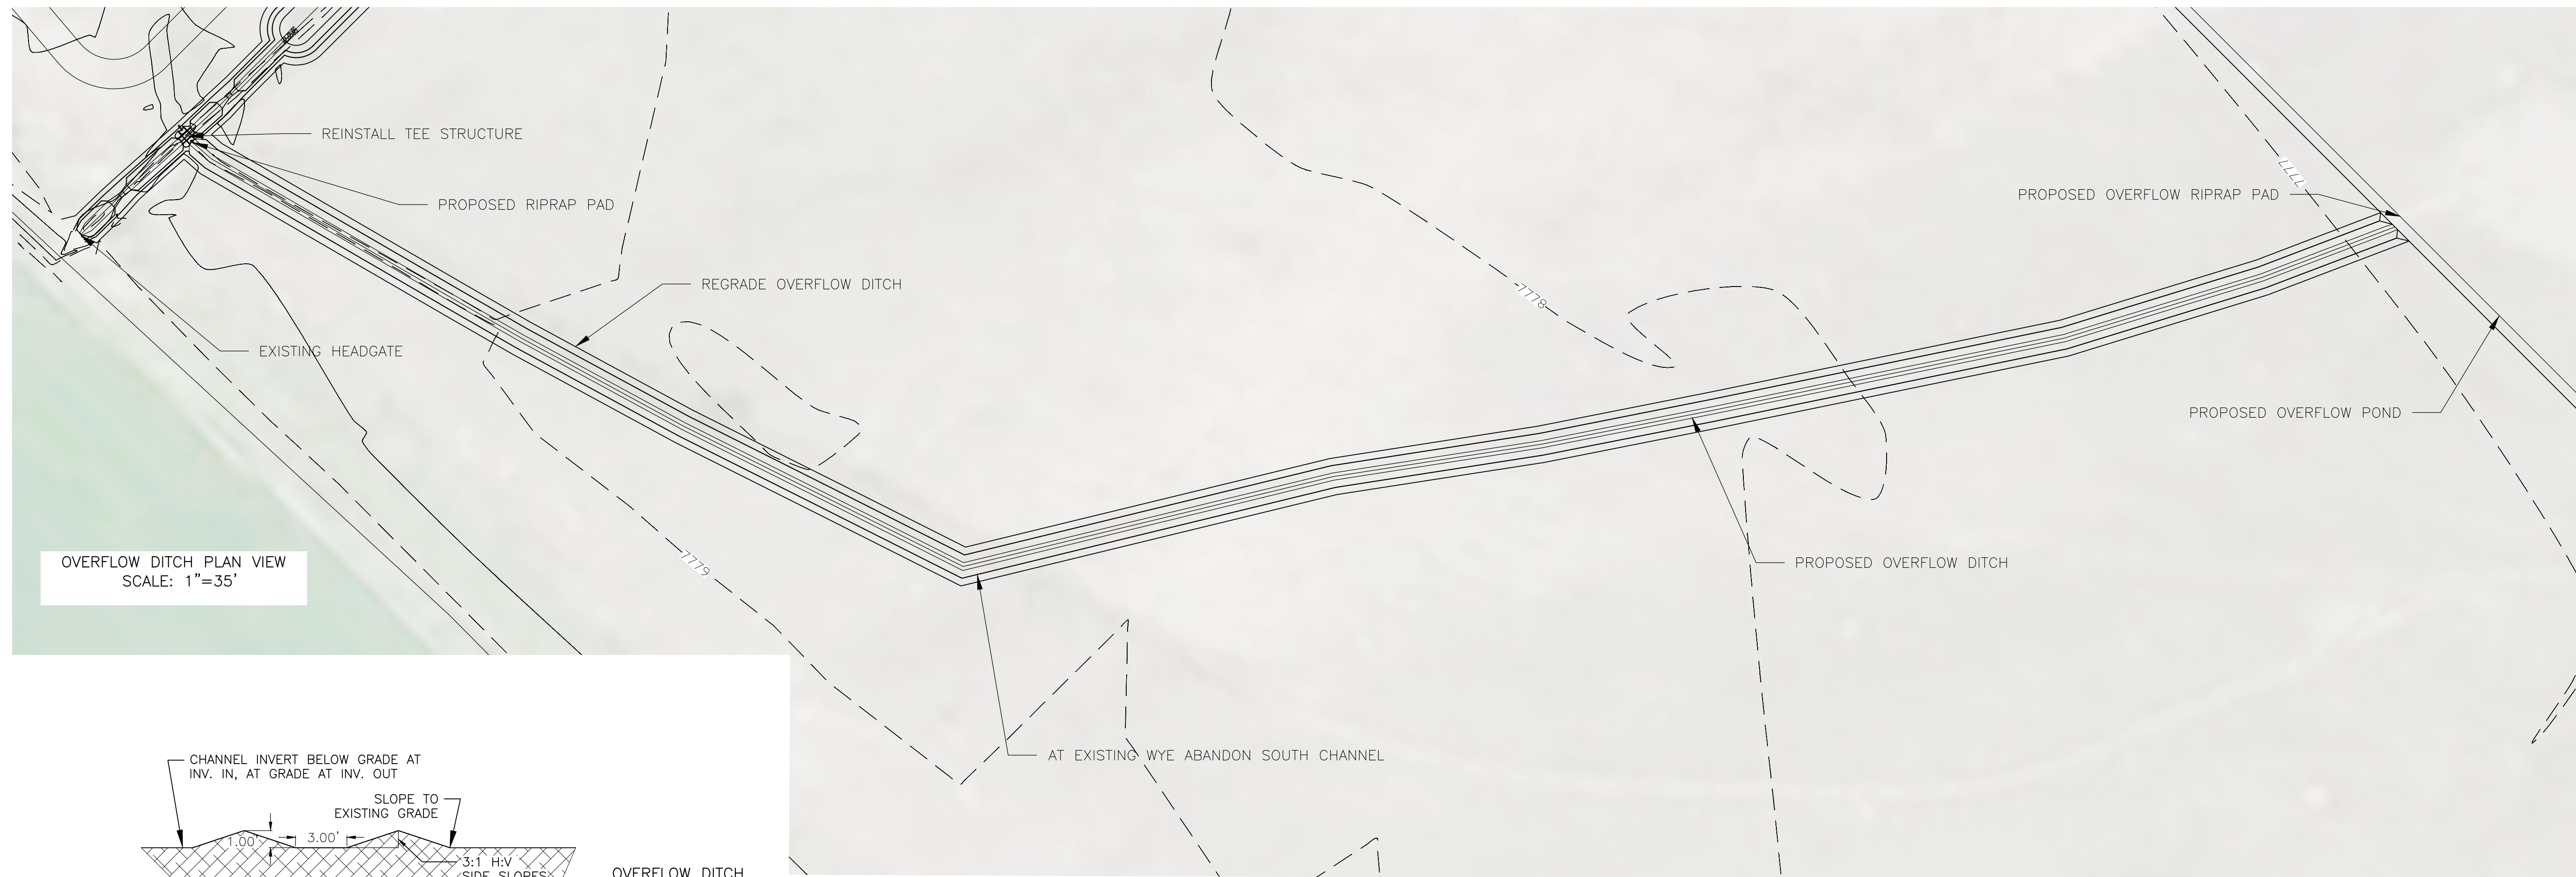 REINSTALL TEE STRUCTURE
PROPOSED RIPRAP PAD
PROPOSED OVERFLOW RIPRAP PAD
7777
REGRADE OVERFLOW DITCH
7778
EXISTING HEADGATE
PROPOSED OVERFLOW POND
OVERFLOW DITCH PLAN VIEW
SCALE: 1"=35'
7779
PROPOSED OVERFLOW DITCH
AT EXISTING WYE ABANDON SOUTH CHANNEL
CHANNEL INVERT BELOW GRADE AT
INV. IN, AT GRADE AT INV. OUT
SLOPE TO
EXISTING GRADE
1.00'
3.00'
3:1 H:V
SIDE SLOPES
OVERFLOW DITCH